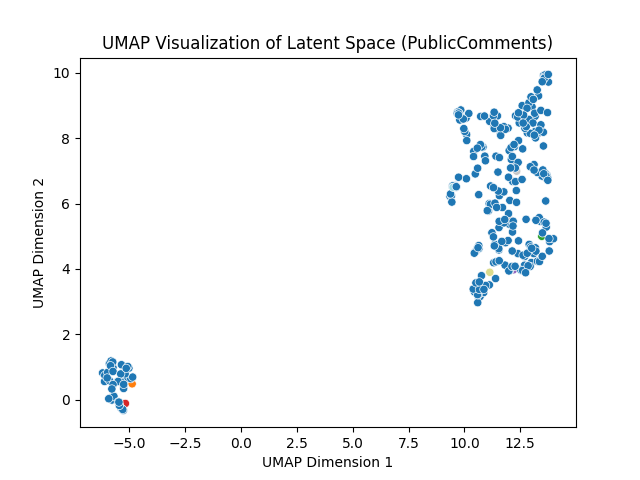 UMAP Visualization of Latent Space (PublicComments)
10
8
6
4
2
0
UMAP Dimension 2
−5.0 −2.5 0.0 2.5 5.0 7.5 10.0 12.5
UMAP Dimension 1